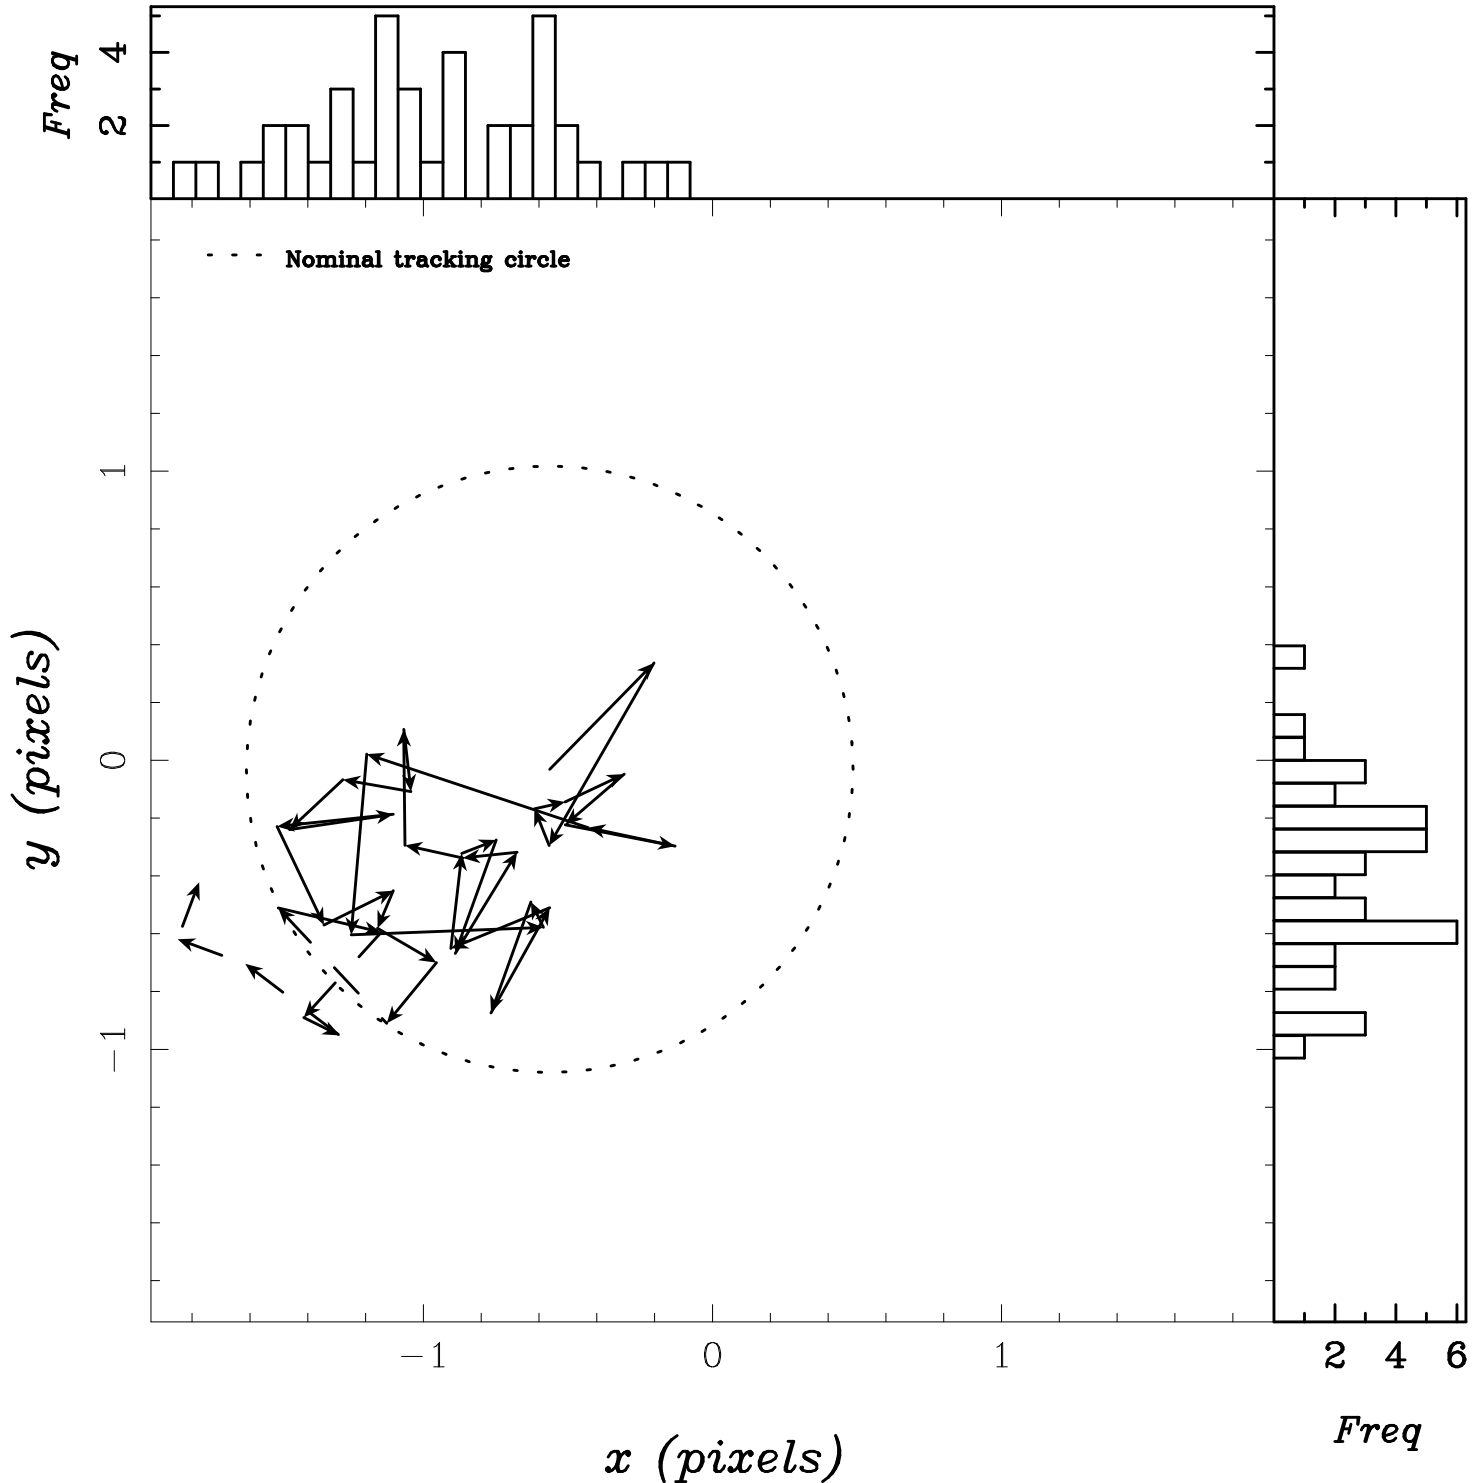 Freq
4
2
Nominal tracking circle
1
0
−1
y (pixels)
−1 0 1
2 4 6
x (pixels)
Freq